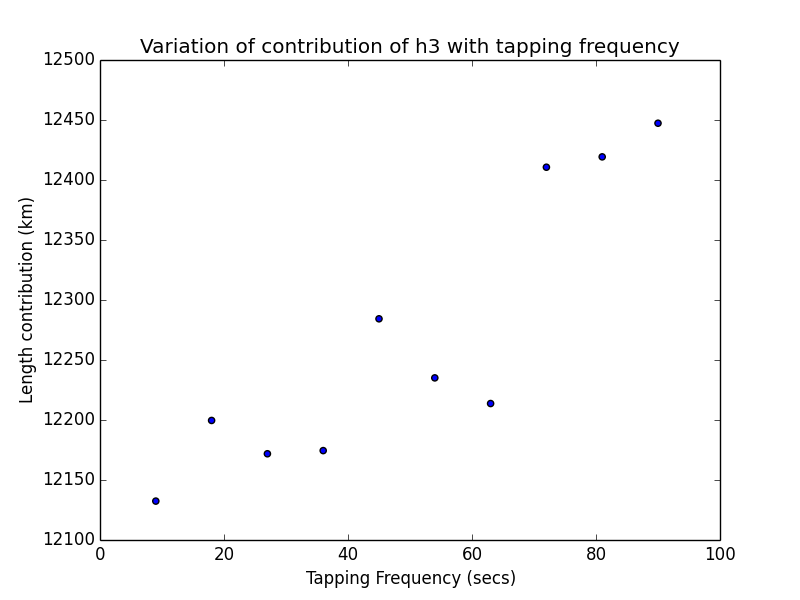 Variation of contribution of h3 with tapping frequency
12500
12450
12400
12350
12300
12250
12200
12150
12100
Length contribution (km)
0 20 40 60 80 100
Tapping Frequency (secs)